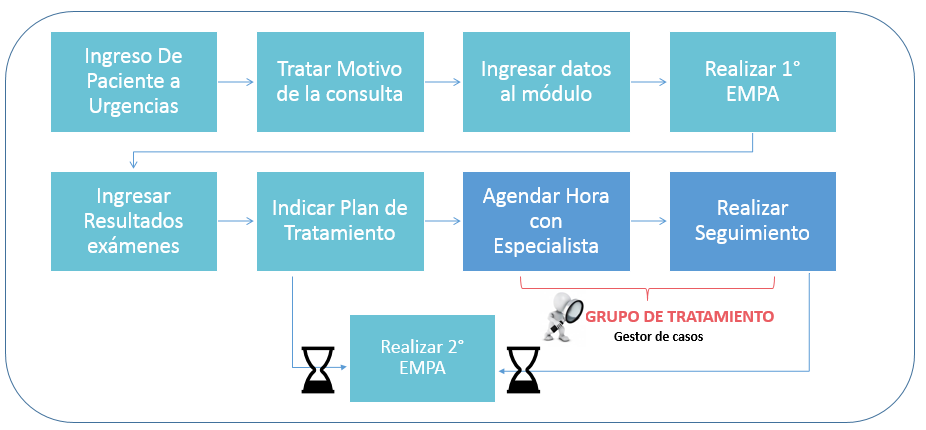 Ingreso De
Paciente a
Urgencias
Tratar Motivo
de la consulta
Ingresar datos
al módulo
Realizar 1°
EMPA
Ingresar
Resultados
exámenes
Indicar Plan de
Tratamiento
Agendar Hora
con
Especialista
Realizar
Seguimiento
GRUPO DE TRATAMIENTO
Gestor de casos
Realizar 2°
EMPA